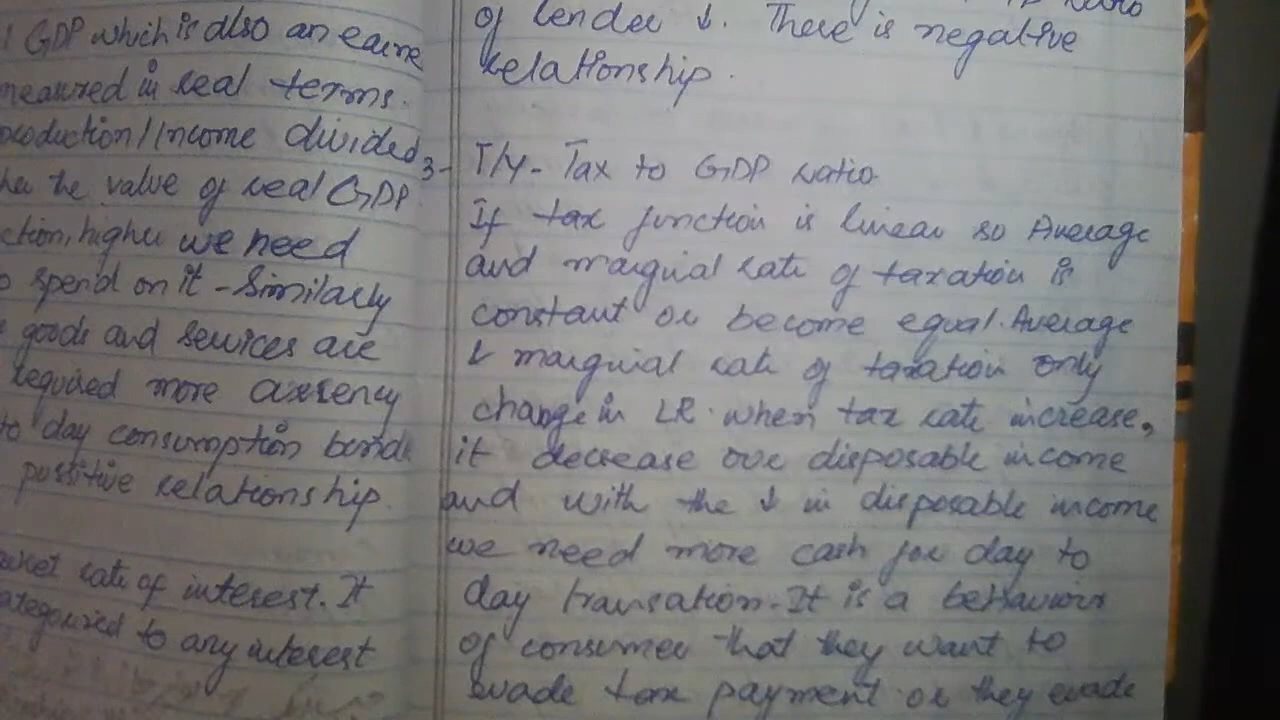 GDP which is also an
measured in real terms.
production/Income divided
the value of real GDP
ction, higher we need
spend on it - Similarly
goods and services are
required more currency
to day consumption
positive relationship.
rate of interest. It
to any interest
of lender ↓. There is negative
relationship.
3- T/Y - Tax to GDP ratio
If tax function is linear so Average
and marginal rate of taxation is
constant or become equal. Average
& marginal rate of taxation only
change in LR. when tax rate increase,
it decrease our disposable income
and with the ↓ in disposable income
we need more cash for day to
day transation. It is a behaviour
of consumer that they want to
evade tax payment or they evade